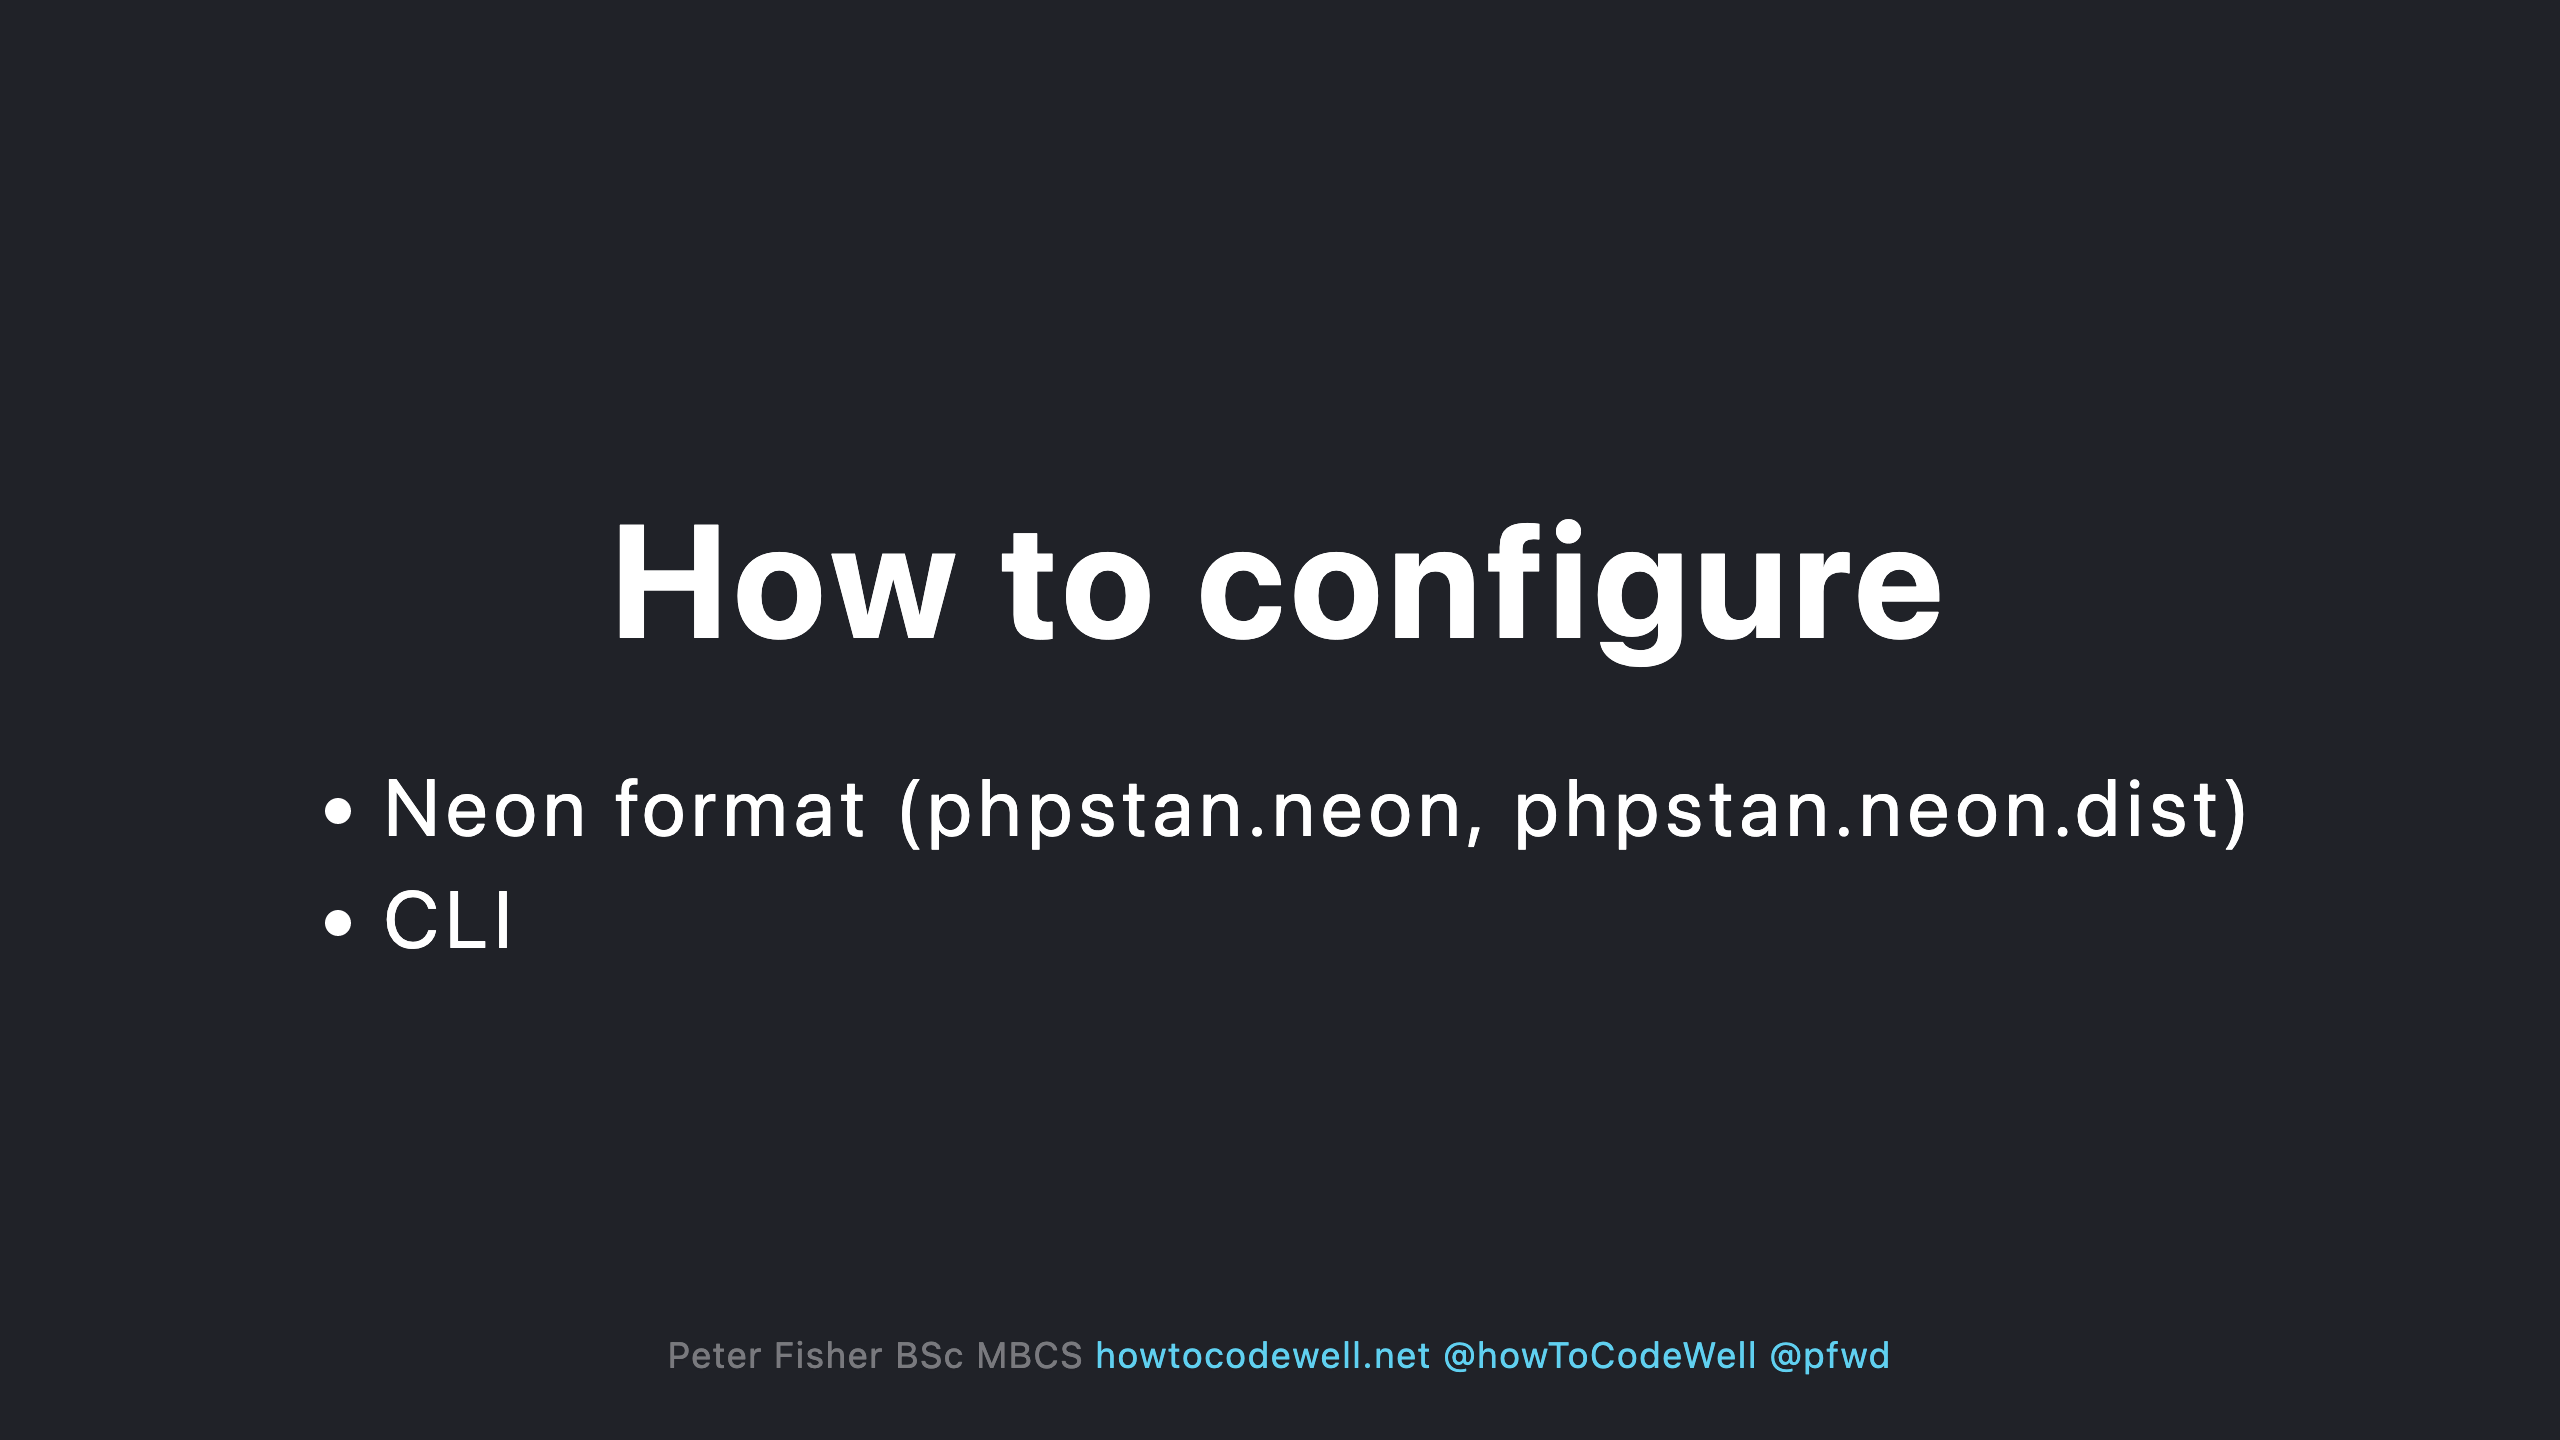 How to configure
• Neon format (phpstan.neon, phpstan.neon.dist)
• CLI
Peter Fisher BSc MBCS howtocodewell.net @howToCodeWell @pfwd